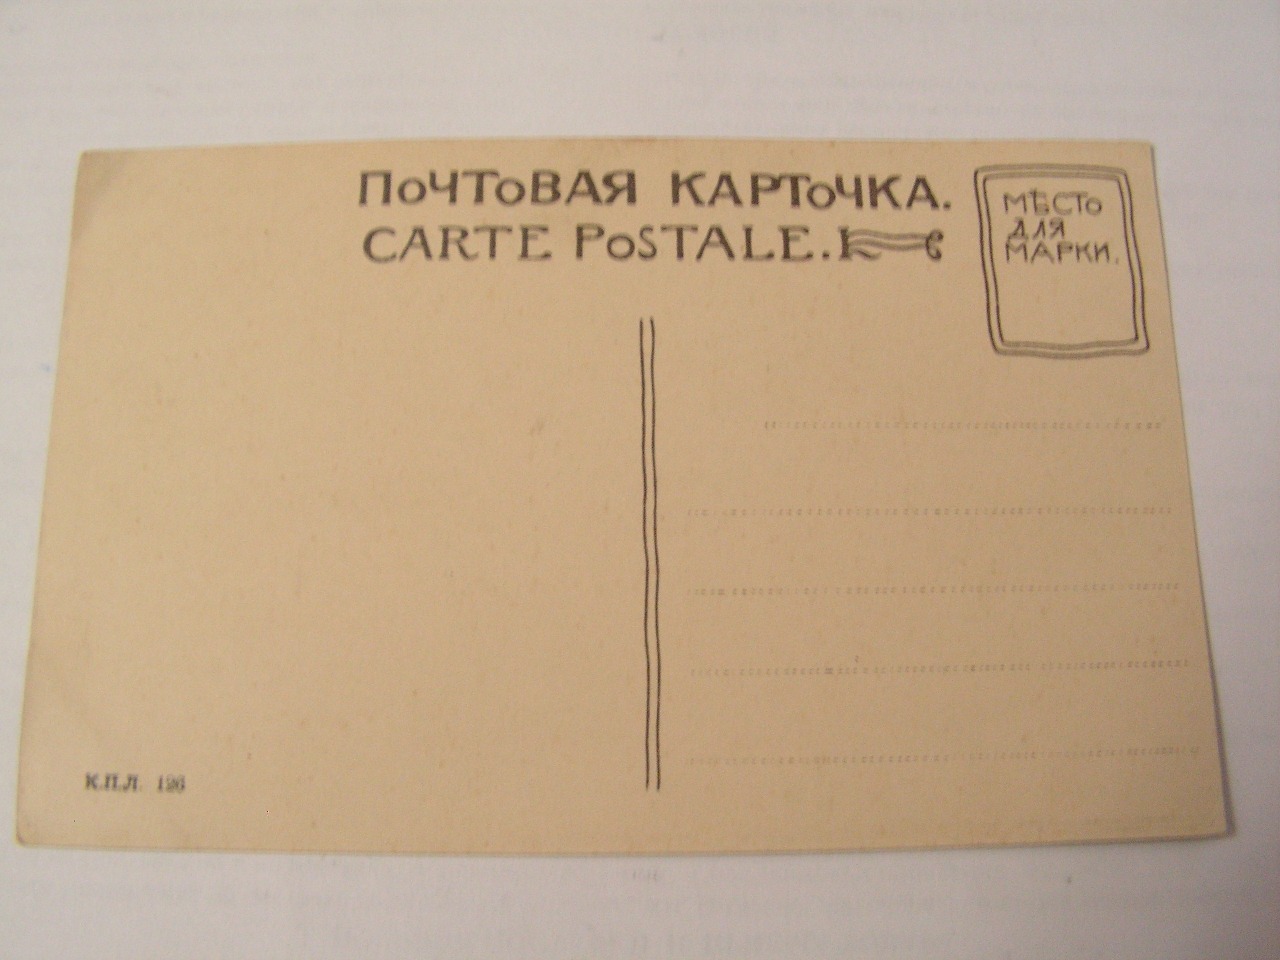 ПОЧТОВАЯ КАРТОЧКА.
CARTE POSTALE.
МѢСТО
ДЛЯ
МАРКИ.
К.П.Л. 126